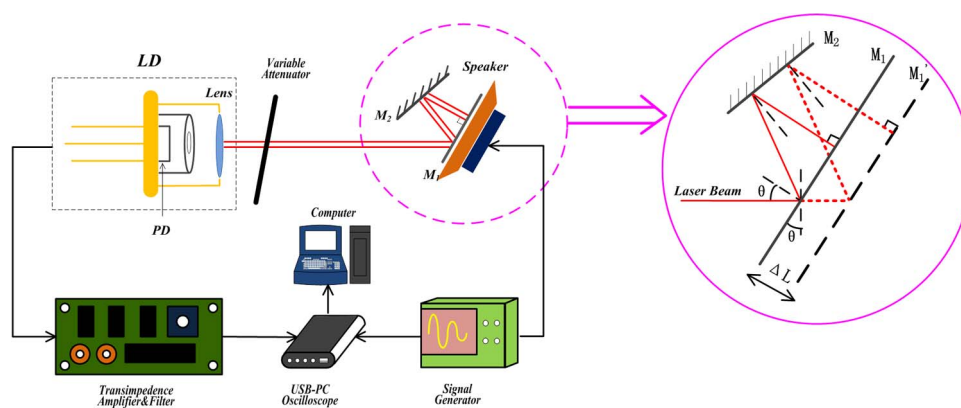 LD
Lens
PD
Variable
Attenuator
Speaker
M2
M1
Computer
Transimpedence
Amplifier&Filter
USB-PC
Oscilloscope
Signal
Generator
M2
M1
M1'
Laser Beam
θ
θ
ΔL